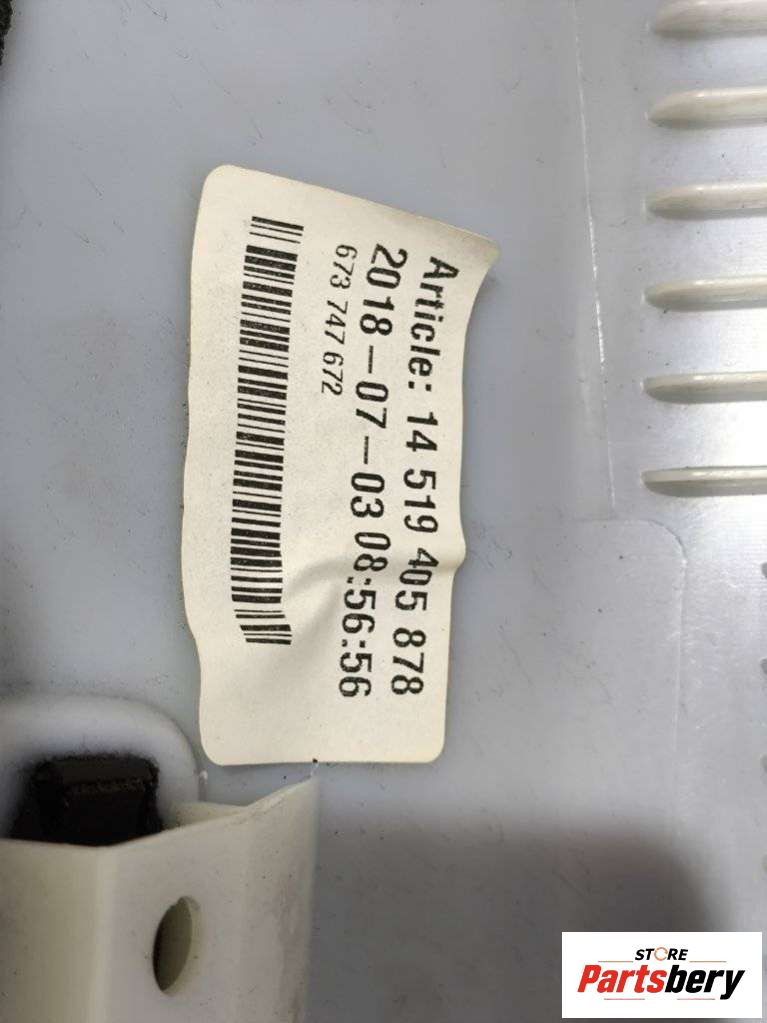 Article: 14 519 405 878
2018-07-03 08:56:56
673 747 672
STORE
Partsbery